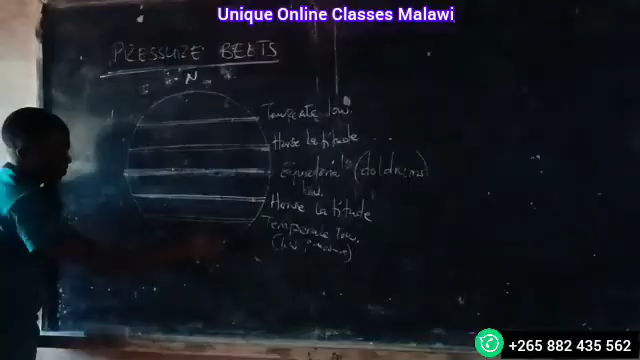 Unique Online Classes Malawi
PRESSURE BELTS
N
Temperate low.
Horse latitude
Equatorial (doldrums)
low.
Horse latitude
Temperate low.
+265 882 435 562